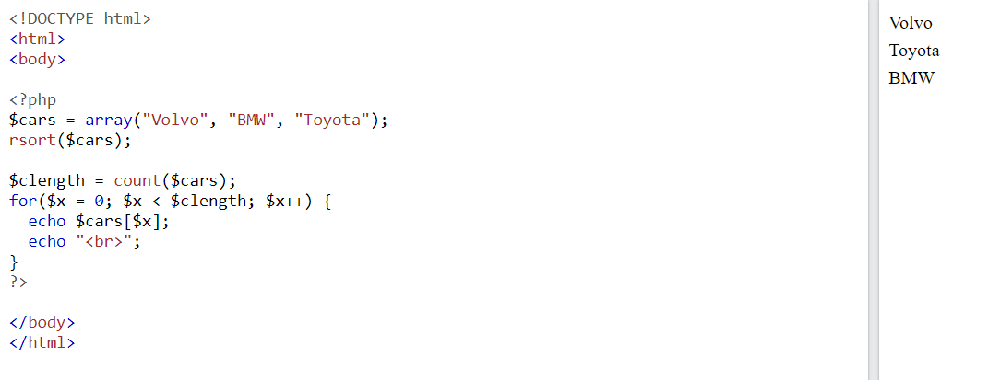 <!DOCTYPE html>
<html>
<body>
<?php
$cars = array("Volvo", "BMW", "Toyota");
rsort($cars);
$clength = count($cars);
for($x = 0; $x < $clength; $x++) {
  echo $cars[$x];
  echo "<br>";
}
?>
</body>
</html>
Volvo
Toyota
BMW